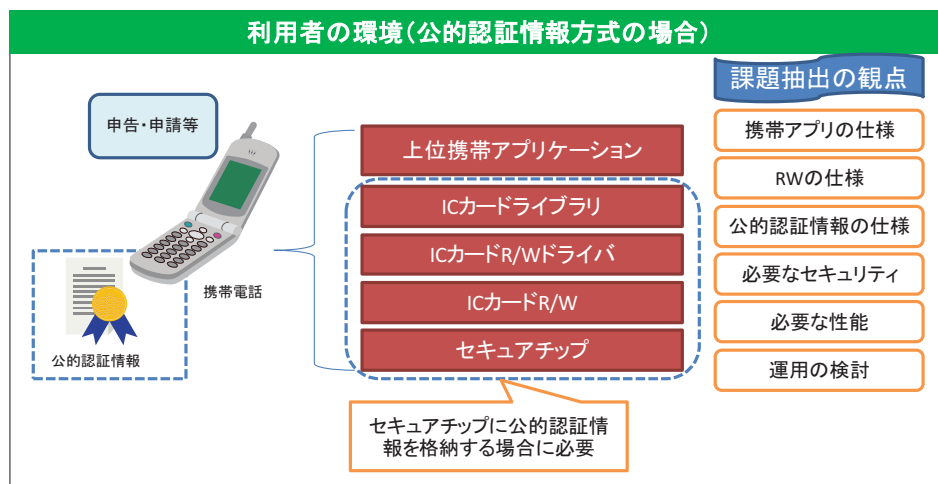 利用者の環境(公的認証情報方式の場合)
申告・申請等
携帯電話
公的認証情報
上位携帯アプリケーション
ICカードライブラリ
ICカードR/Wドライバ
ICカードR/W
セキュアチップ
セキュアチップに公的認証情
報を格納する場合に必要
課題抽出の観点
携帯アプリの仕様
RWの仕様
公的認証情報の仕様
必要なセキュリティ
必要な性能
運用の検討